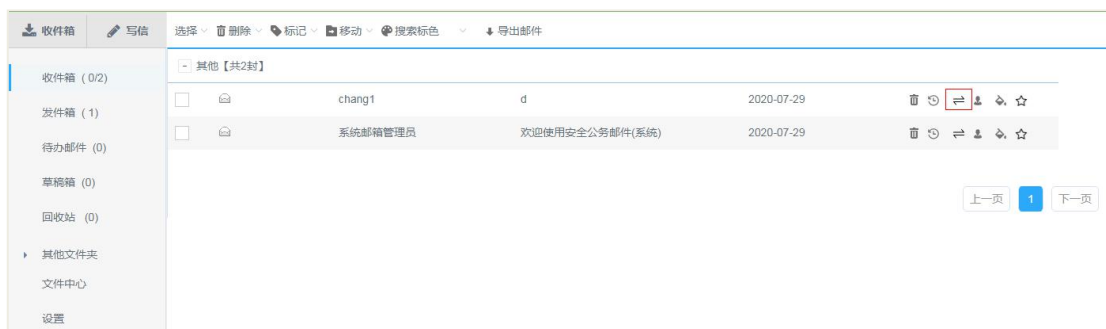 收件箱 写信 选择 删除 标记 移动 搜索标色 导出邮件
- 其他【共2封】
收件箱 ( 0/2)
chang1 d 2020-07-29
发件箱 ( 1)
系统邮箱管理员 欢迎使用安全公务邮件(系统) 2020-07-29
待办邮件 (0)
草稿箱 (0)
上一页 1 下一页
回收站 (0)
其他文件夹
文件中心
设置